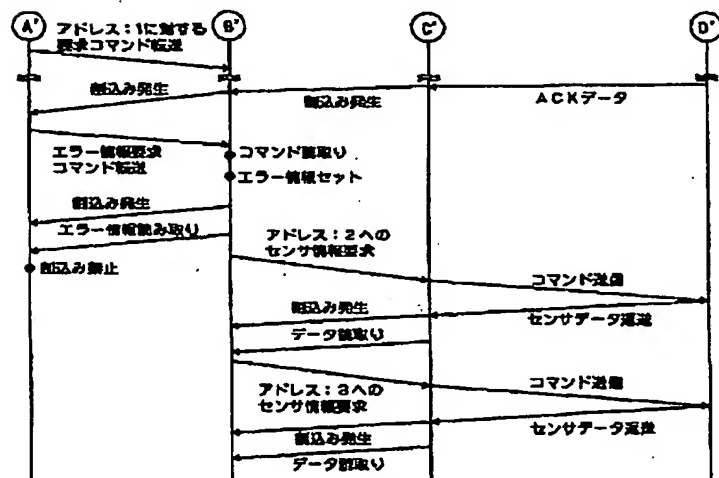 A' B' C' D'
アドレス：1に対する
要求コマンド転送
割込み発生
割込み発生
ACKデータ
エラー情報要求
コマンド転送
コマンド読取り
エラー情報セット
割込み発生
エラー情報読み取り
アドレス：2への
センサ情報要求
割込み禁止
コマンド送信
割込み発生
センサデータ返送
データ読取り
アドレス：3への
センサ情報要求
コマンド送信
割込み発生
センサデータ返送
データ読取り